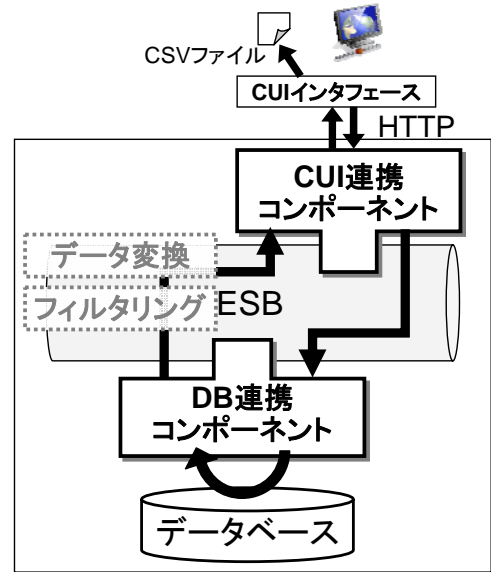 CSVファイル
CUIインタフェース
HTTP
CUI連携
コンポーネント
データ変換
フィルタリング
ESB
DB連携
コンポーネント
データベース